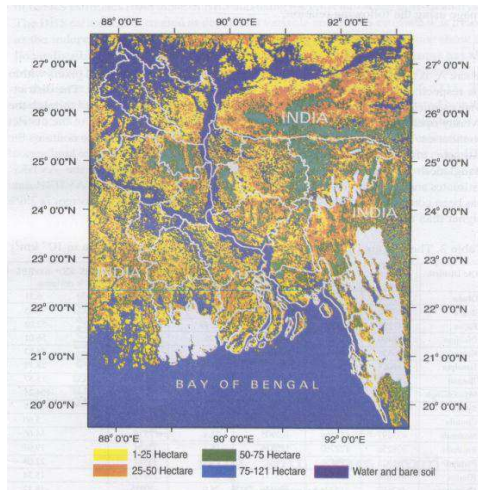 88° 0'0"E 90° 0'0"E 92° 0'0"E
27° 0'0"N 27° 0'0"N
26° 0'0"N 26° 0'0"N
25° 0'0"N 25° 0'0"N
24° 0'0"N 24° 0'0"N
23° 0'0"N 23° 0'0"N
22° 0'0"N 22° 0'0"N
21° 0'0"N 21° 0'0"N
20° 0'0"N 20° 0'0"N
INDIA
INDIA
INDIA
BAY OF BENGAL
88° 0'0"E 90° 0'0"E 92° 0'0"E
1-25 Hectare 50-75 Hectare
25-50 Hectare 75-121 Hectare Water and bare soil